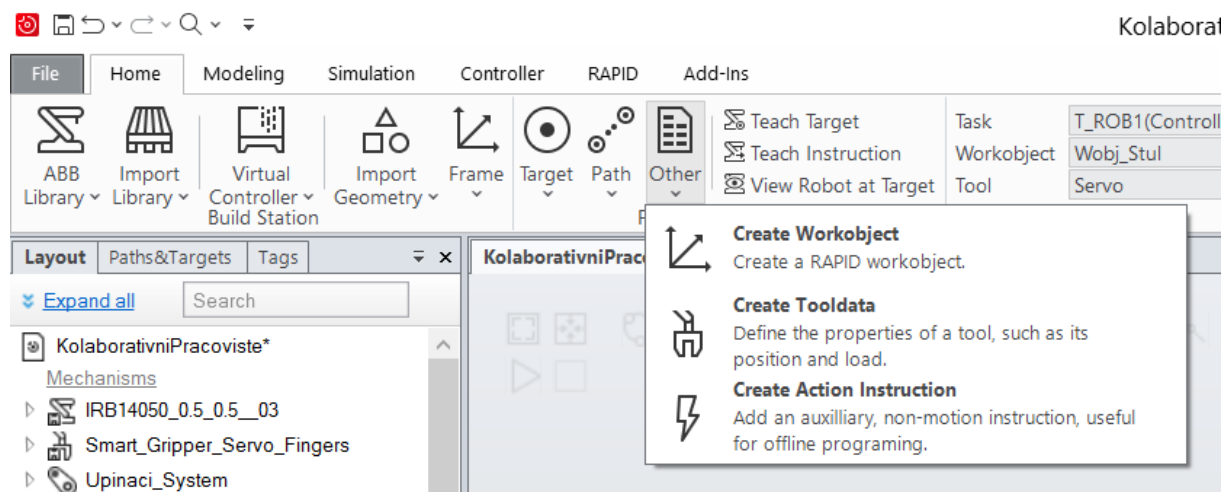 Kolaborat
File Home Modeling Simulation Controller RAPID Add-Ins
ABB Library
Import Library
Virtual Controller
Import Geometry
Frame
Target
Path
Other
Build Station
Teach Target
Teach Instruction
View Robot at Target
Task T_ROB1(Controll
Workobject Wobj_Stul
Tool Servo
Layout Paths&Targets Tags
KolaborativniPrac
Expand all Search
KolaborativniPracoviste*
Mechanisms
IRB14050_0.5_0.5__03
Smart_Gripper_Servo_Fingers
Upinaci_System
Create Workobject
Create a RAPID workobject.
Create Tooldata
Define the properties of a tool, such as its
position and load.
Create Action Instruction
Add an auxilliary, non-motion instruction, useful
for offline programing.